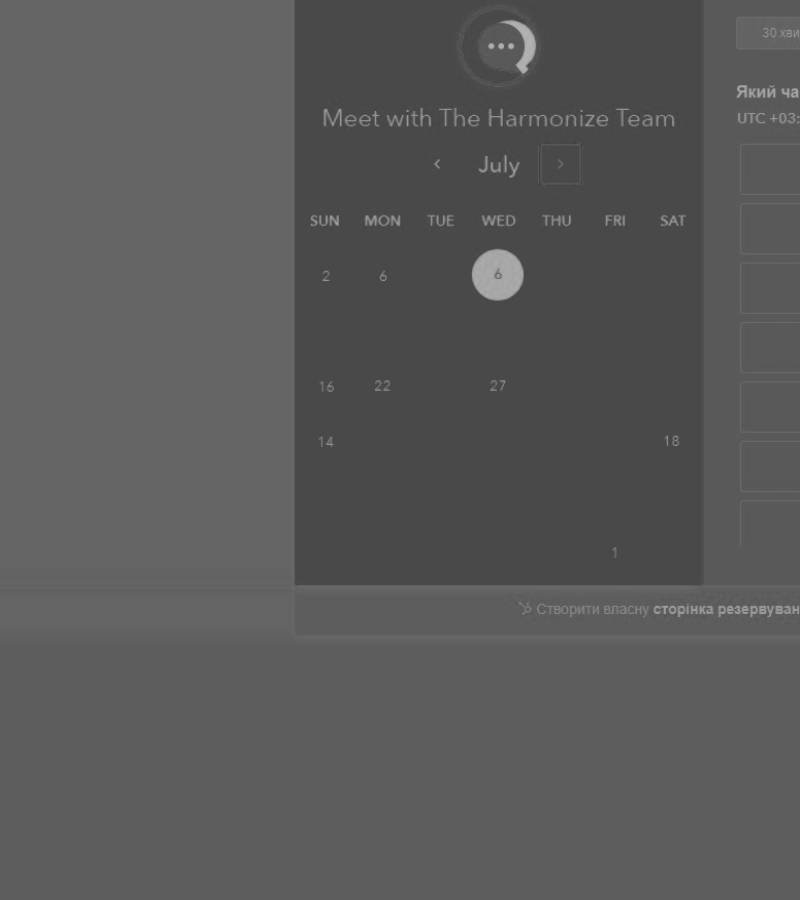 30 хви
Meet with The Harmonize Team
Який ча
UTC +03:
July
SUN MON TUE WED THU FRI SAT
2 6 6
16 22 27
14 18
1
Створити власну сторінка резервуван